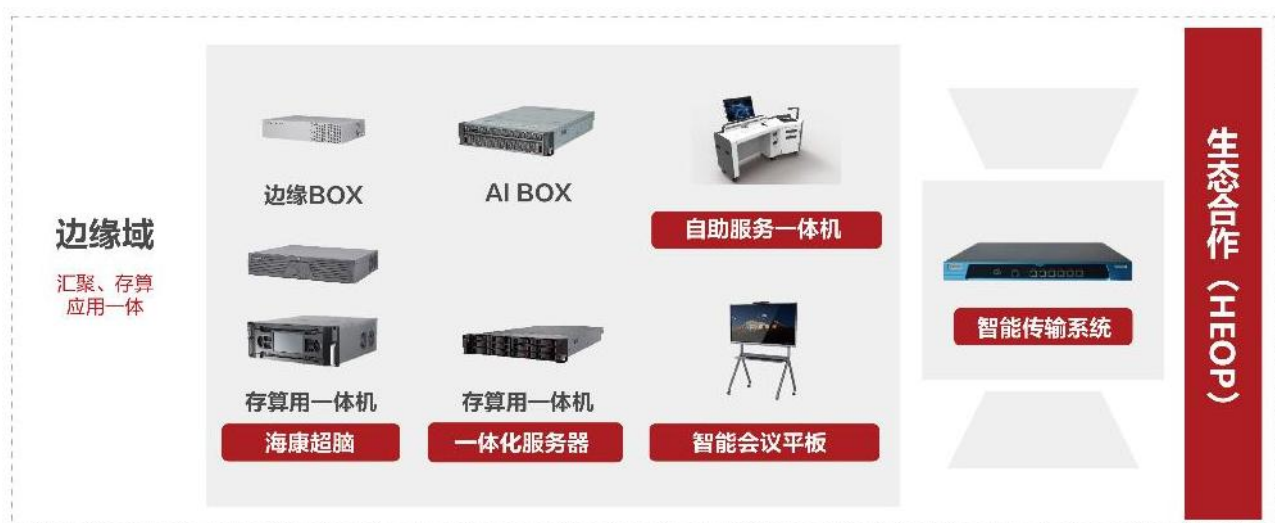 边缘域
汇聚、存算
应用一体
边缘BOX
AI BOX
自助服务一体机
存算用一体机
存算用一体机
海康超脑
一体化服务器
智能会议平板
智能传输系统
生态合作（HEOP）